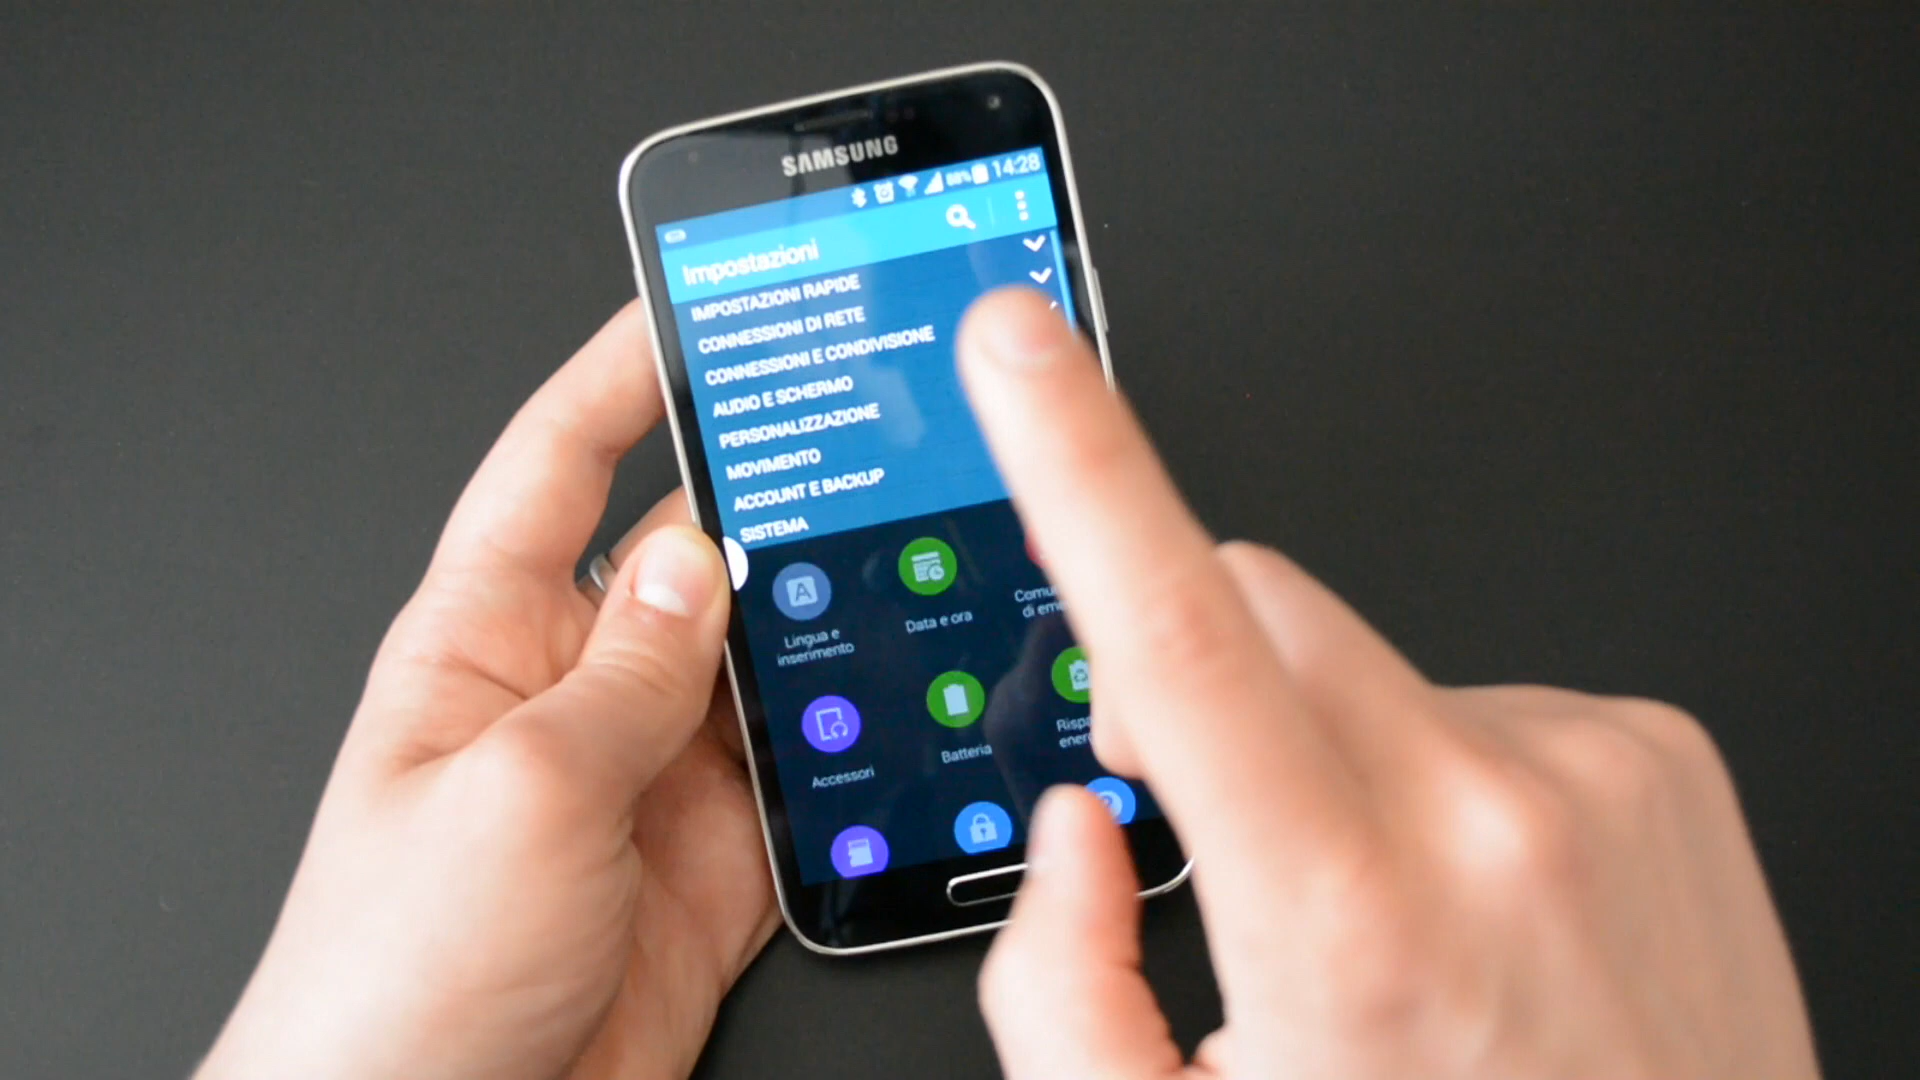 SAMSUNG
14:28
Impostazioni
IMPOSTAZIONI RAPIDE
CONNESSIONI DI RETE
CONNESSIONI E CONDIVISIONE
AUDIO E SCHERMO
PERSONALIZZAZIONE
MOVIMENTO
ACCOUNT E BACKUP
SISTEMA
A
Lingua e
inserimento
Data e ora
di
Accessori
Batteria